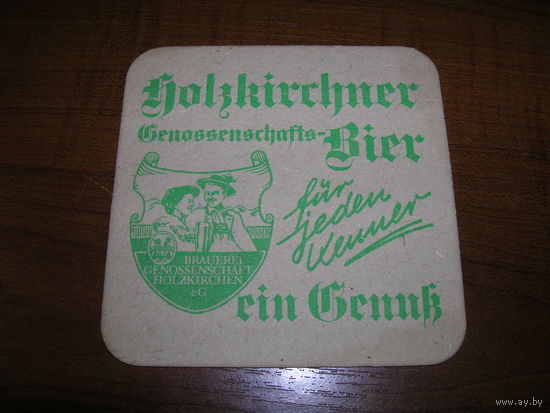 Holzkirchner
Genossenschafts-Bier
für
jeden
Kenner
BRAUEREI
GENOSSENSCHAFT
HOLZKIRCHEN
eG
ein Genuß
www.ay.by